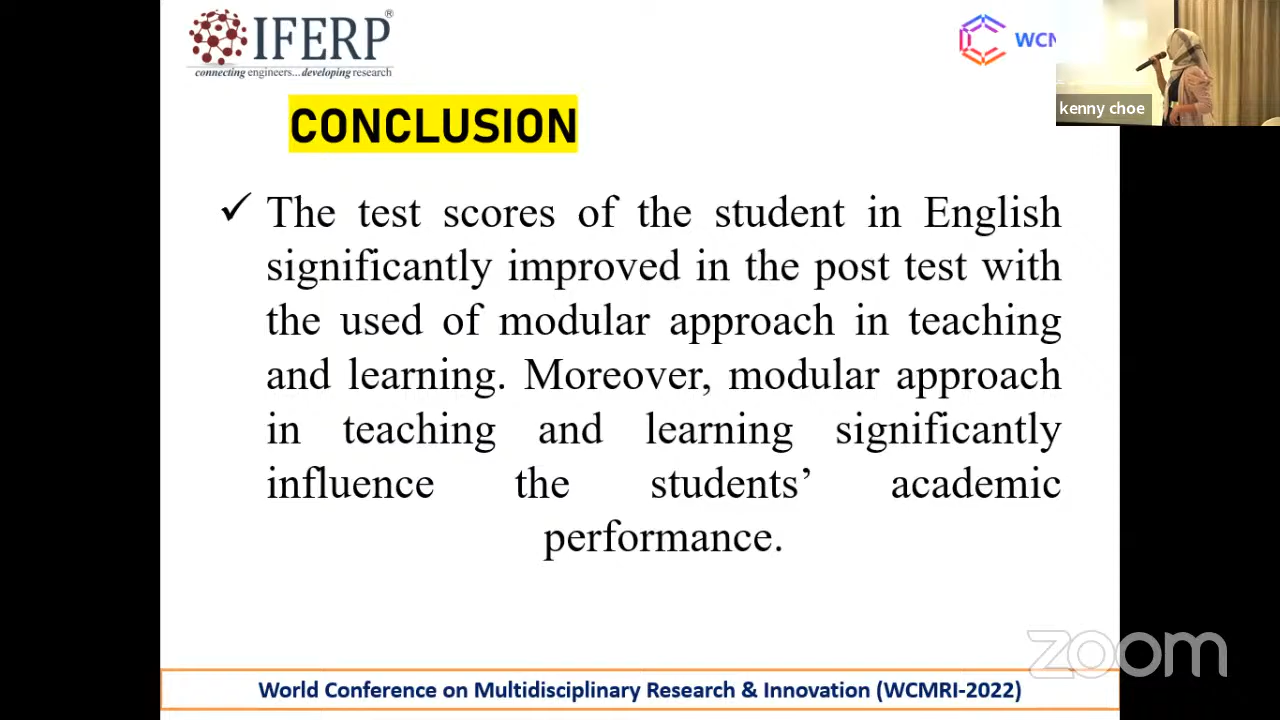 IFERP®
connecting engineers...developing research
WCM
kenny choe
CONCLUSION
✓ The test scores of the student in English
significantly improved in the post test with
the used of modular approach in teaching
and learning. Moreover, modular approach
in teaching and learning significantly
influence the students’ academic
performance.
zoom
World Conference on Multidisciplinary Research & Innovation (WCMRI-2022)